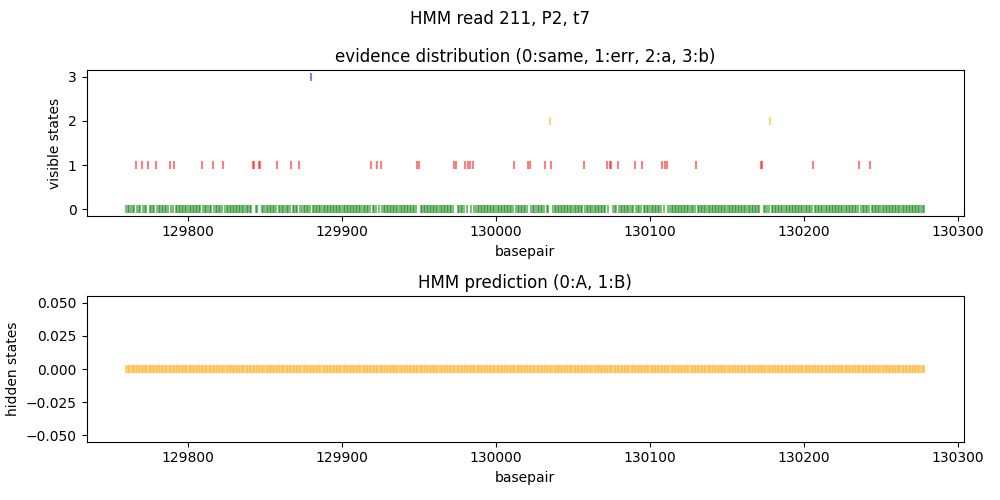 HMM read 211, P2, t7
evidence distribution (0:same, 1:err, 2:a, 3:b)
3
2
1
0
visible states
129800 129900 130000 130100 130200 130300
basepair
HMM prediction (0:A, 1:B)
0.050
0.025
0.000
−0.025
−0.050
hidden states
129800 129900 130000 130100 130200 130300
basepair